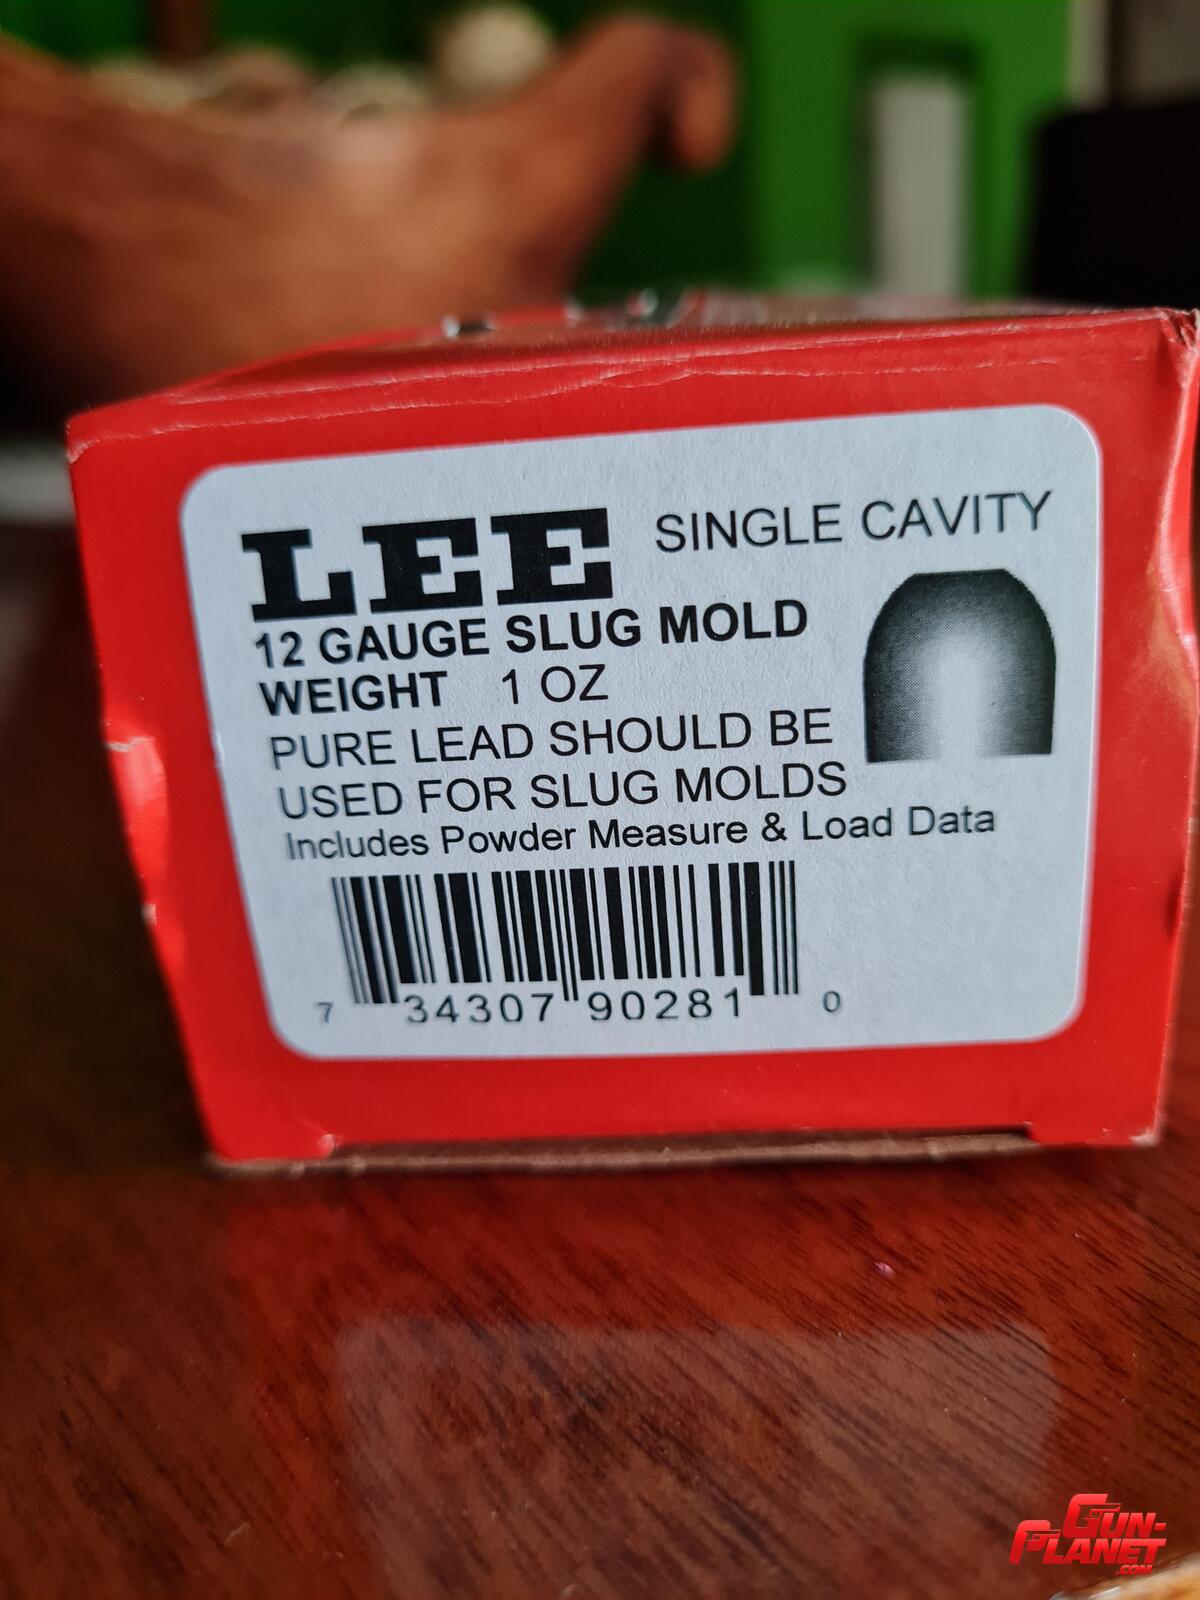 LEE SINGLE CAVITY
12 GAUGE SLUG MOLD
WEIGHT 1 OZ
PURE LEAD SHOULD BE
USED FOR SLUG MOLDS
Includes Powder Measure & Load Data
7 34307 90281 0
GUN-
PLANET
.COM